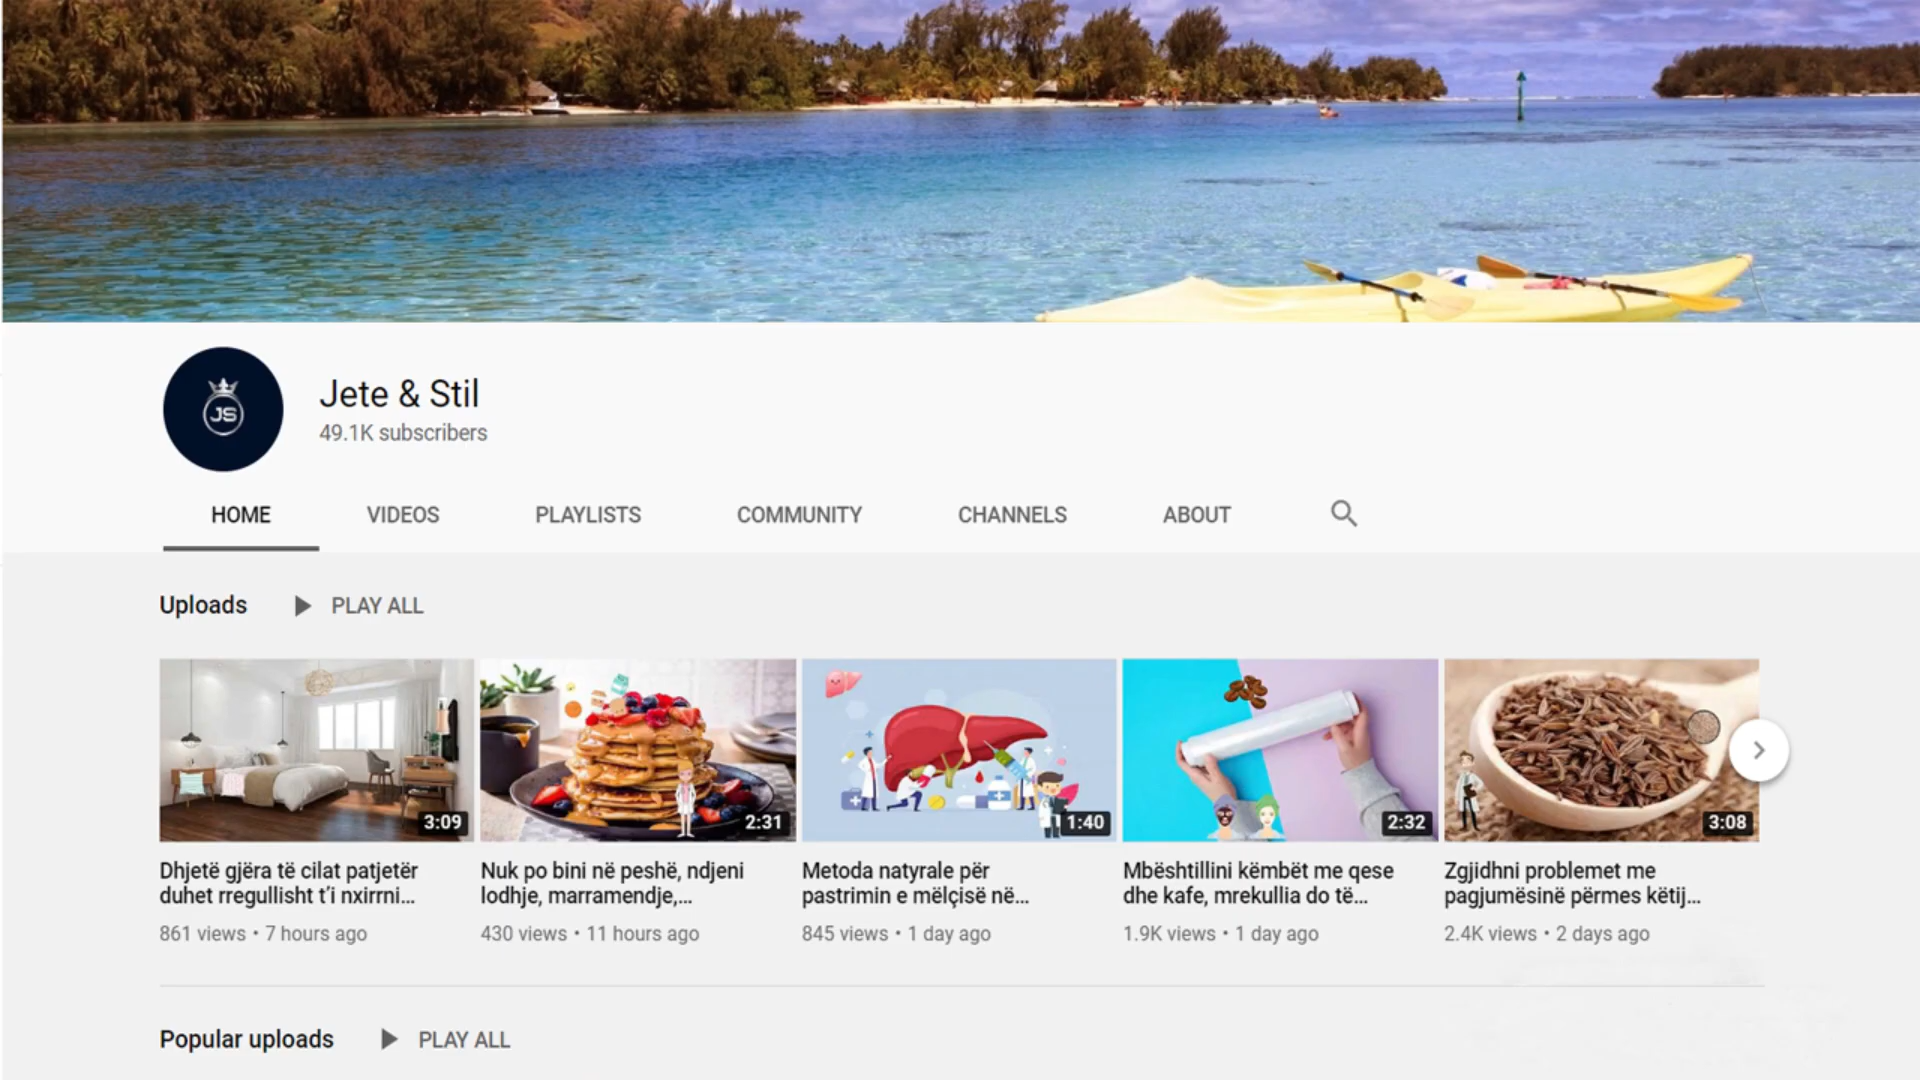 JS
Jete & Stil
49.1K subscribers
HOME VIDEOS PLAYLISTS COMMUNITY CHANNELS ABOUT
Uploads PLAY ALL
3:09 2:31 1:40 2:32 3:08
Dhjetë gjëra të cilat patjetër
duhet rregullisht t'i nxirrni...
861 views • 7 hours ago
Nuk po bini në peshë, ndjeni
lodhje, marramendje,...
430 views • 11 hours ago
Metoda natyrale për
pastrimin e mëlçisë në...
845 views • 1 day ago
Mbështillini këmbët me qese
dhe kafe, mrekullia do të...
1.9K views • 1 day ago
Zgjidhni problemet me
pagjumësinë përmes këtij...
2.4K views • 2 days ago
Popular uploads PLAY ALL